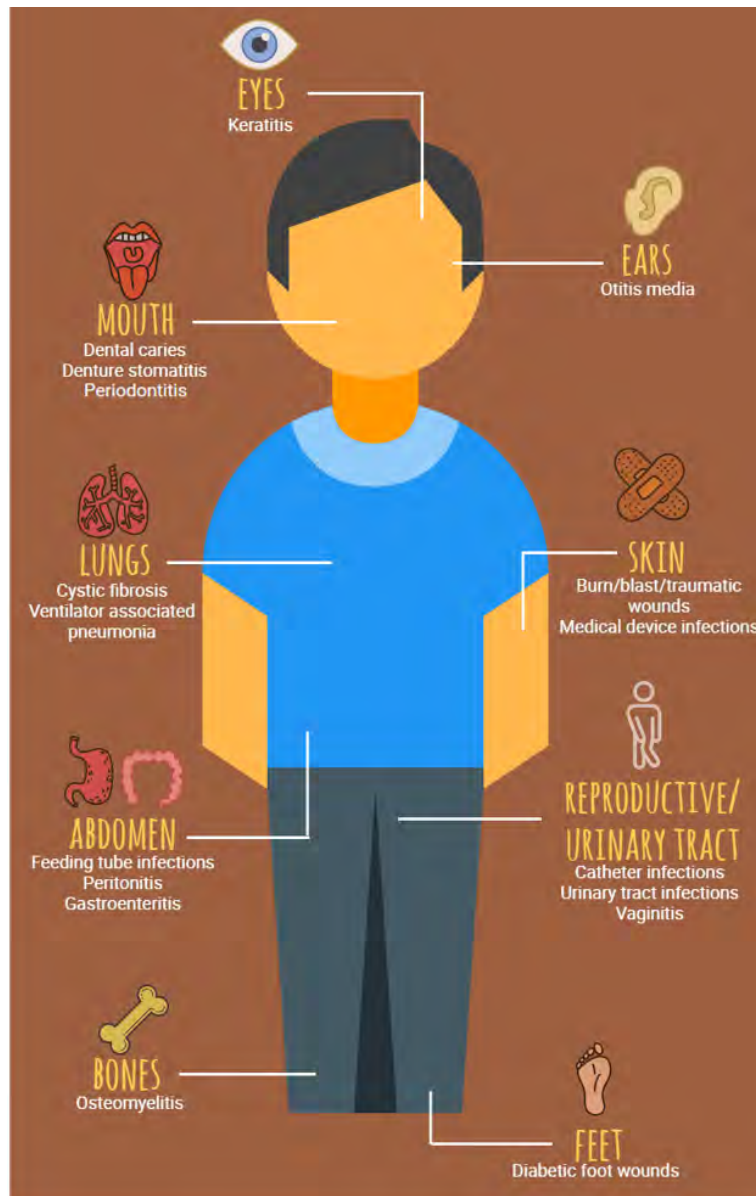 EYES
Keratitis
EARS
Otitis media
MOUTH
Dental caries
Denture stomatitis
Periodontitis
LUNGS
Cystic fibrosis
Ventilator associated
pneumonia
SKIN
Burn/blast/traumatic
wounds
Medical device infections
ABDOMEN
Feeding tube infections
Peritonitis
Gastroenteritis
REPRODUCTIVE/
URINARY TRACT
Catheter infections
Urinary tract infections
Vaginitis
BONES
Osteomyelitis
FEET
Diabetic foot wounds